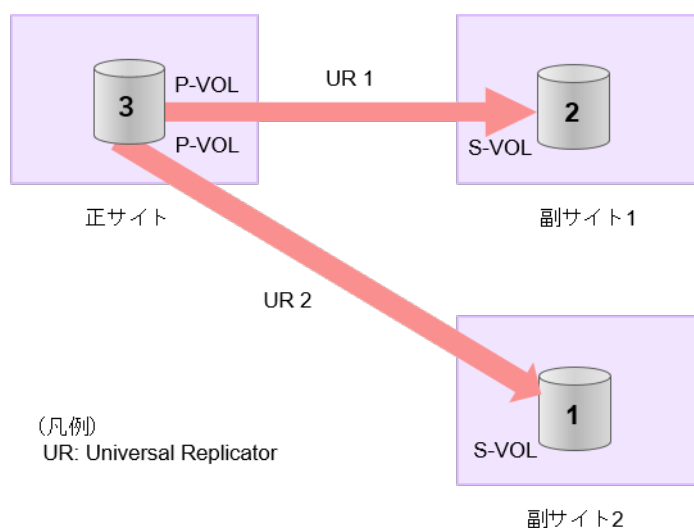 P-VOL
UR 1
3
2
P-VOL
S-VOL
正サイト
副サイト1
UR 2
1
(凡例)
UR: Universal Replicator
S-VOL
副サイト2